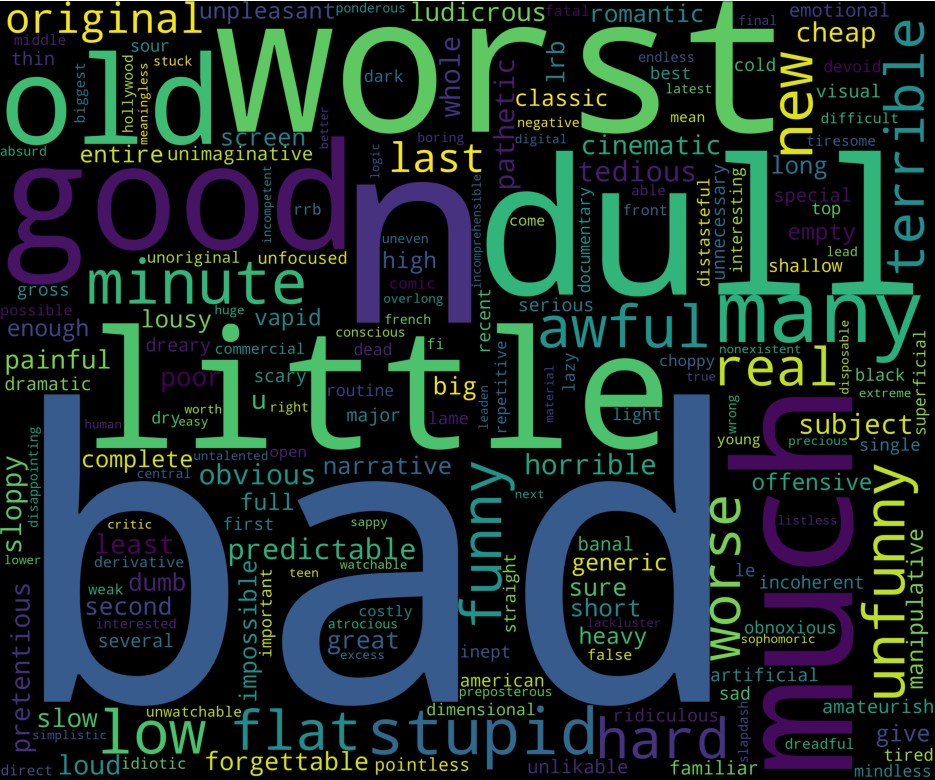 original
unpleasant
ponderous
ludicrous
fatal
romantic
final
emotional
cheap
middle
thin
sour
stuck
old
biggest
hollywood
meaningless
worst
dark
whole
lrb
endless
best
latest
cold
new
devoid
visual
terrible
classic
negative
mean
difficult
absurd
screen
better
boring
pathetic
digital
cinematic
tiresome
entire
unimaginative
logic
last
tedious
long
good
incompetent
rrb
n
incomprehensible
dull
able
front
documentary
come
distasteful
unnecessary
interesting
special
top
empty
lead
shallow
unoriginal
unfocused
uneven
high
comic
overlong
french
gross
minute
possible
enough
lousy
huge
vapid
conscious
recent
serious
awful
many
painful
dreary
commercial
dead
fi
repetitive
lazy
choppy
nonexistent
real
disposable
superficial
dramatic
poor
little
scary
routine
big
leaden
material
true
black
extreme
dry
worth
easy
u
right
major
lame
light
wrong
young
much
subject
precious
single
human
complete
untalented
open
central
obvious
narrative
horrible
offensive
sloppy
disappointing
full
first
funny
next
worse
unfunny
bad
critic
least
derivative
weak
dumb
second
interested
several
predictable
sappy
watchable
teen
impossible
important
costly
atrocious
great
excess
straight
banal
generic
sure
short
lackluster
heavy
false
listless
le
incoherent
obnoxious
sophomoric
manipulative
lower
pretentious
inept
american
preposterous
artificial
sad
dimensional
amateurish
slow
simplistic
low
unwatchable
flat
stupid
hard
ridiculous
slapdash
dreadful
give
tired
direct
loud
idiotic
forgettable
pointless
unlikable
familiar
mindless